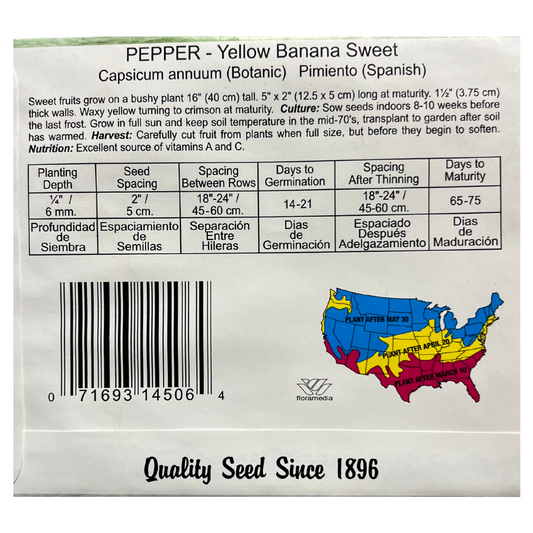 PEPPER - Yellow Banana Sweet
Capsicum annuum (Botanic) Pimiento (Spanish)
Sweet fruits grow on a bushy plant 16" (40 cm) tall. 5" x 2" (12.5 x 5 cm) long at maturity. 1½" (3.75 cm)
thick walls. Waxy yellow turning to crimson at maturity. Culture: Sow seeds indoors 8-10 weeks before
the last frost. Grow in full sun and keep soil temperature in the mid-70's, transplant to garden after soil
has warmed. Harvest: Carefully cut fruit from plants when full size, but before they begin to soften.
Nutrition: Excellent source of vitamins A and C.
Planting Depth Seed Spacing Spacing Between Rows Days to Germination Spacing After Thinning Days to Maturity
¼" / 6 mm. 2" / 5 cm. 18"-24" / 45-60 cm. 14-21 18"-24" / 45-60 cm. 65-75
Profundidad de Siembra Espaciamiento de Semillas Separación Entre Hileras Dias de Germinación Espaciado Después Adelgazamiento Dias de Maduración
PLANT AFTER MAY 30
PLANT AFTER APRIL 20
PLANT AFTER MARCH 10
floramedia
0 71693 14506 4
Quality Seed Since 1896